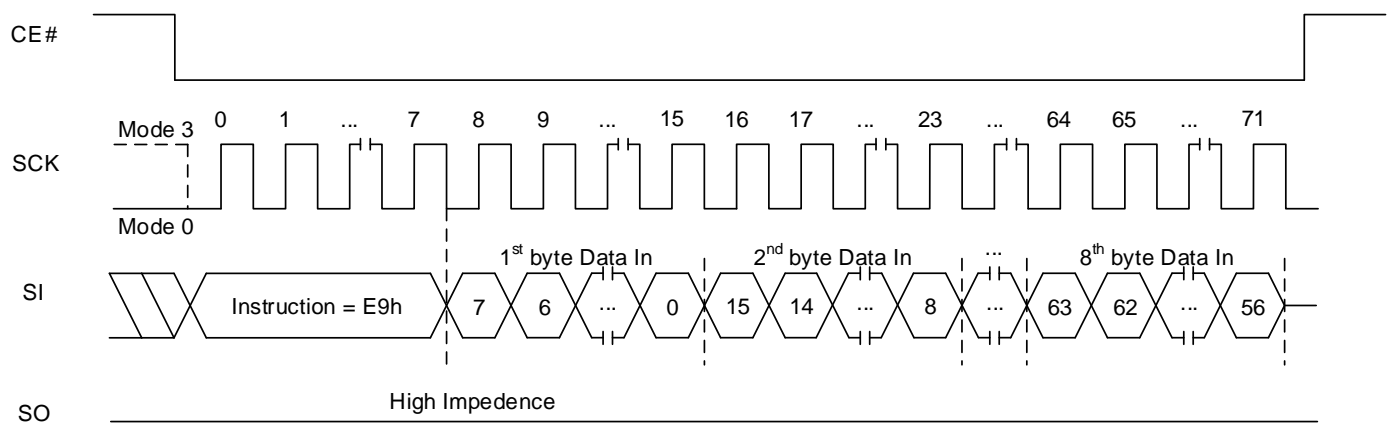 CE#
Mode 3 0 1 ... 7 8 9 ... 15 16 17 ... 23 ... 64 65 ... 71
SCK
Mode 0
1st byte Data In 2nd byte Data In ... 8th byte Data In
SI Instruction = E9h 7 6 ... 0 15 14 ... 8 ... 63 62 ... 56
High Impedence
SO